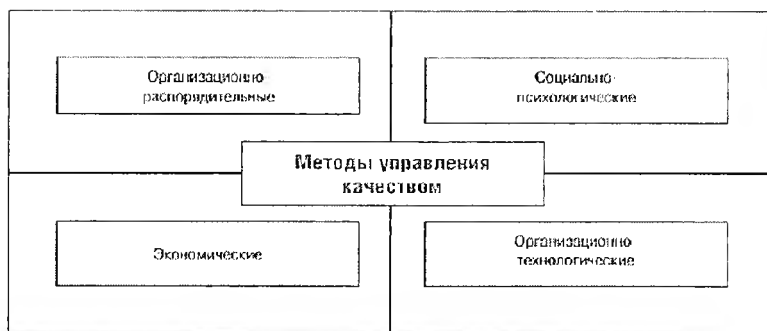 Организационно
распорядительные
Социально
психологические
Методы управления
качеством
Экономические
Организационно
технологические